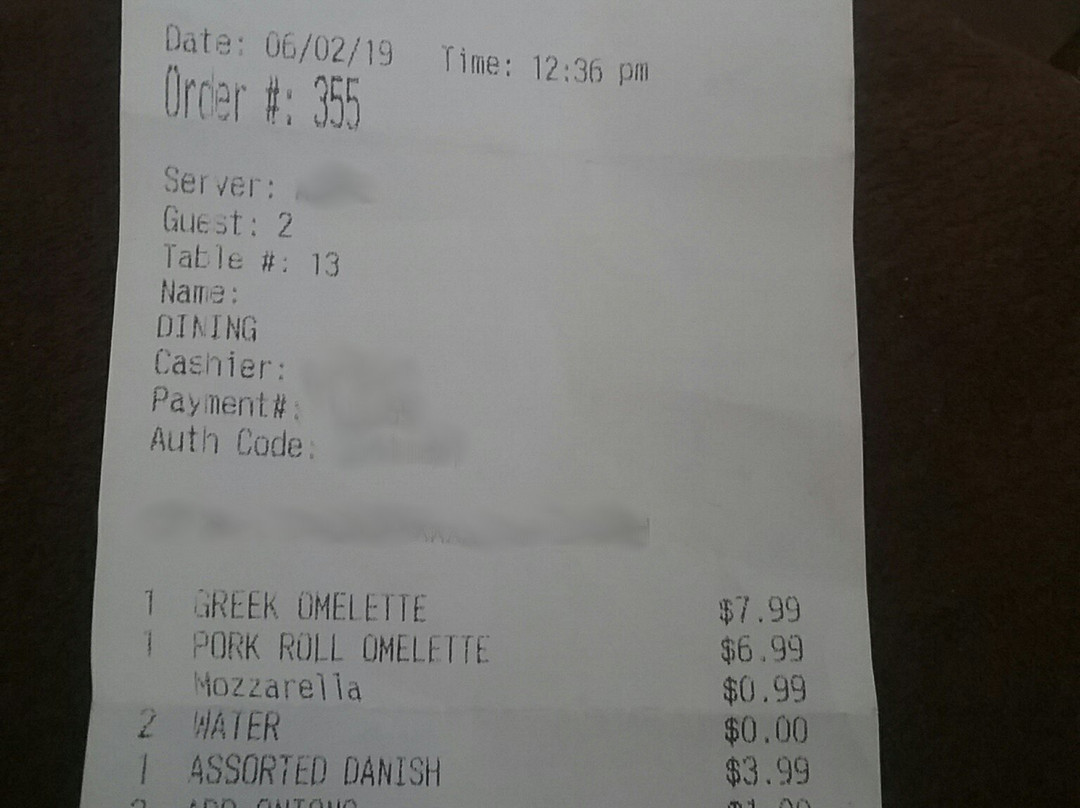 Date: 06/02/19 Time: 12:36 pm
Order #: 355
Server:
Guest: 2
Table #: 13
Name:
DINING
Cashier:
Payment#:
Auth Code:
1 GREEK OMELETTE $7.99
1 PORK ROLL OMELETTE $6.99
Mozzarella $0.99
2 WATER $0.00
1 ASSORTED DANISH $3.99